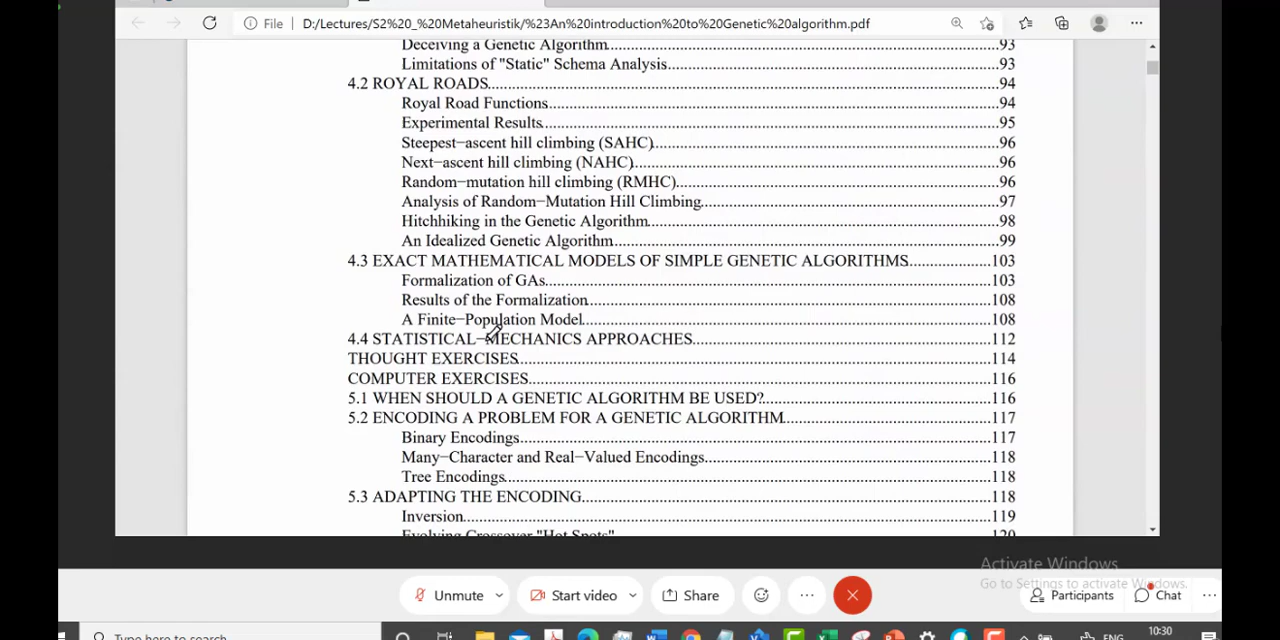 File D:/Lectures/S2%20_%20Metaheuristik/%23An%20introduction%20to%20Genetic%20algorithm.pdf
Deceiving a Genetic Algorithm 93
Limitations of "Static" Schema Analysis 93
4.2 ROYAL ROADS 94
Royal Road Functions 94
Experimental Results 95
Steepest−ascent hill climbing (SAHC) 96
Next−ascent hill climbing (NAHC) 96
Random−mutation hill climbing (RMHC) 96
Analysis of Random−Mutation Hill Climbing 97
Hitchhiking in the Genetic Algorithm 98
An Idealized Genetic Algorithm 99
4.3 EXACT MATHEMATICAL MODELS OF SIMPLE GENETIC ALGORITHMS 103
Formalization of GAs 103
Results of the Formalization 108
A Finite−Population Model 108
4.4 STATISTICAL−MECHANICS APPROACHES 112
THOUGHT EXERCISES 114
COMPUTER EXERCISES 116
5.1 WHEN SHOULD A GENETIC ALGORITHM BE USED? 116
5.2 ENCODING A PROBLEM FOR A GENETIC ALGORITHM 117
Binary Encodings 117
Many−Character and Real−Valued Encodings 118
Tree Encodings 118
5.3 ADAPTING THE ENCODING 118
Inversion 119
Evolving Crossover "Hot Spots" 120
Activate Windows
Go to Settings to activate Windows.
Unmute Start video Share Participants Chat
Type here to search ENG 10:30